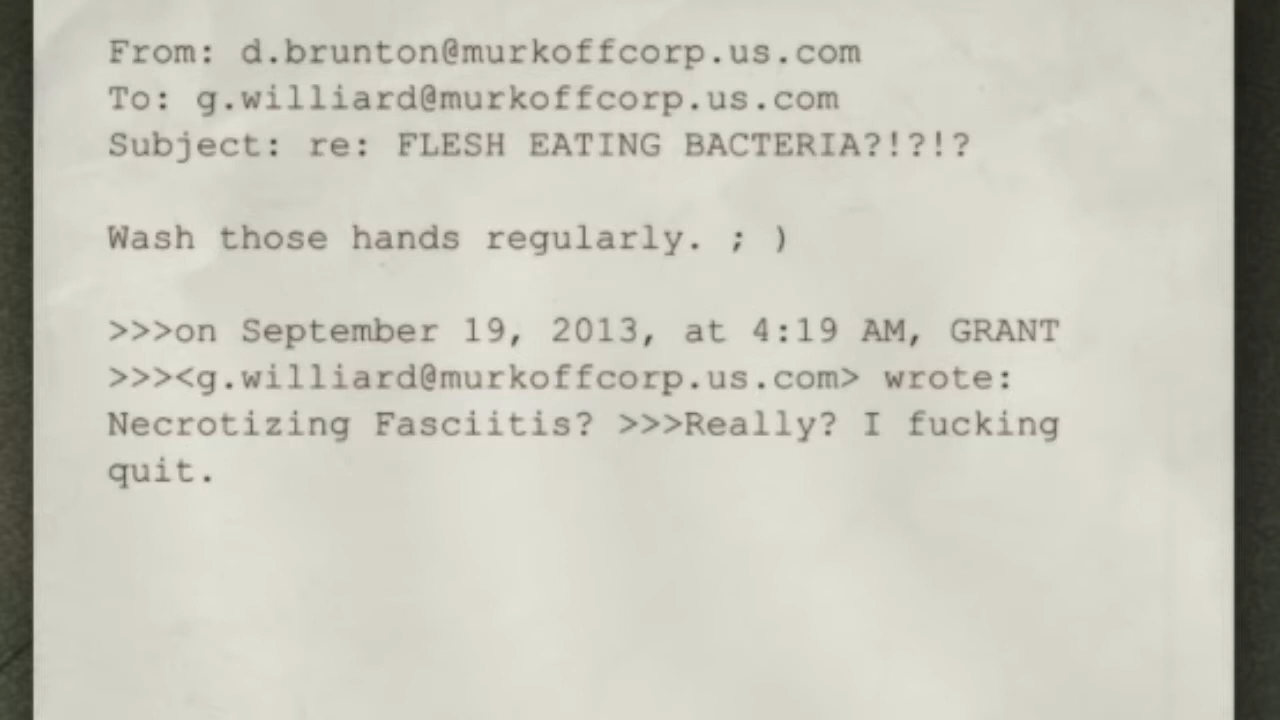 From: d.brunton@murkoffcorp.us.com
To: g.williard@murkoffcorp.us.com
Subject: re: FLESH EATING BACTERIA?!?!?
Wash those hands regularly. ; )
>>>on September 19, 2013, at 4:19 AM, GRANT
>>><g.williard@murkoffcorp.us.com> wrote:
Necrotizing Fasciitis? >>>Really? I fucking
quit.